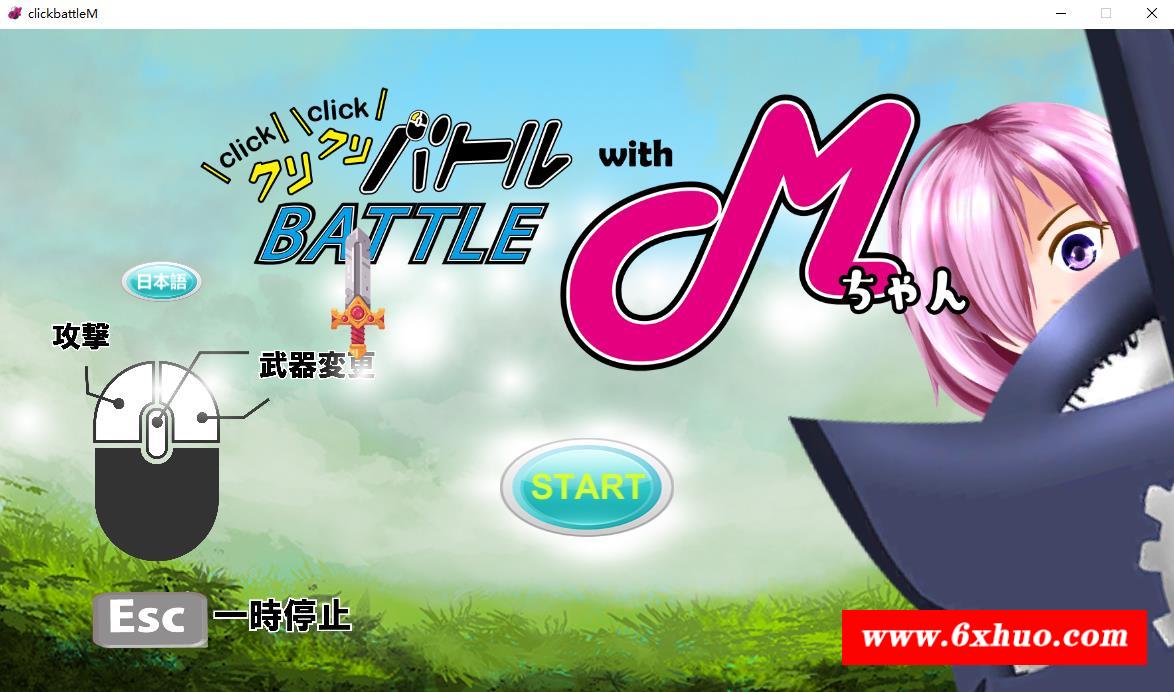 clickbattleM
click click
クリクリバトル
BATTLE
with
Mちゃん
日本語
攻撃
武器変更
START
Esc 一時停止
www.6xhuo.com